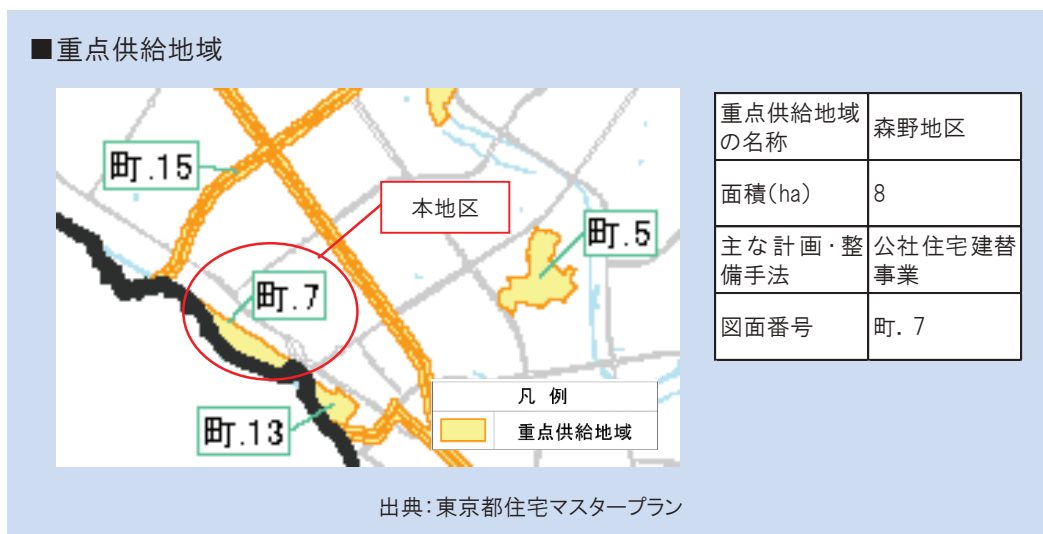 ■重点供給地域
町.15
本地区
町.5
町.7
町.13
凡 例
重点供給地域
重点供給地域
の名称
森野地区
面積(ha)
8
主な計画・整
備手法
公社住宅建替
事業
図面番号
町．7
出典：東京都住宅マスタープラン